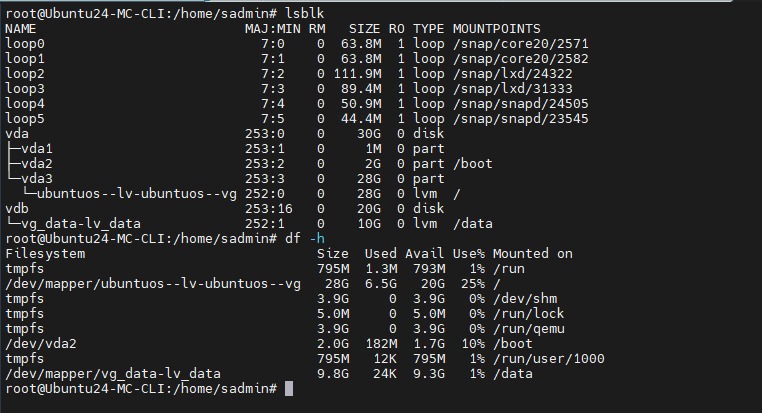 root@Ubuntu24-MC-CLI:/home/sadmin# lsblk
NAME                        MAJ:MIN RM   SIZE RO TYPE MOUNTPOINTS
loop0                         7:0    0  63.8M  1 loop /snap/core20/2571
loop1                         7:1    0  63.8M  1 loop /snap/core20/2582
loop2                         7:2    0 111.9M  1 loop /snap/lxd/24322
loop3                         7:3    0  89.4M  1 loop /snap/lxd/31333
loop4                         7:4    0  50.9M  1 loop /snap/snapd/24505
loop5                         7:5    0  44.4M  1 loop /snap/snapd/23545
vda                         253:0    0    30G  0 disk
├─vda1                      253:1    0     1M  0 part
├─vda2                      253:2    0     2G  0 part /boot
└─vda3                      253:3    0    28G  0 part
  └─ubuntuos--lv-ubuntuos--vg 252:0    0    28G  0 lvm  /
vdb                         253:16   0    20G  0 disk
└─vg_data-lv_data           252:1    0    10G  0 lvm  /data
root@Ubuntu24-MC-CLI:/home/sadmin# df -h
Filesystem                             Size  Used Avail Use% Mounted on
tmpfs                                  795M  1.3M  793M   1% /run
/dev/mapper/ubuntuos--lv-ubuntuos--vg   28G  6.5G   20G  25% /
tmpfs                                  3.9G     0  3.9G   0% /dev/shm
tmpfs                                  5.0M     0  5.0M   0% /run/lock
tmpfs                                  3.9G     0  3.9G   0% /run/qemu
/dev/vda2                              2.0G  182M  1.7G  10% /boot
tmpfs                                  795M   12K  795M   1% /run/user/1000
/dev/mapper/vg_data-lv_data            9.8G   24K  9.3G   1% /data
root@Ubuntu24-MC-CLI:/home/sadmin#